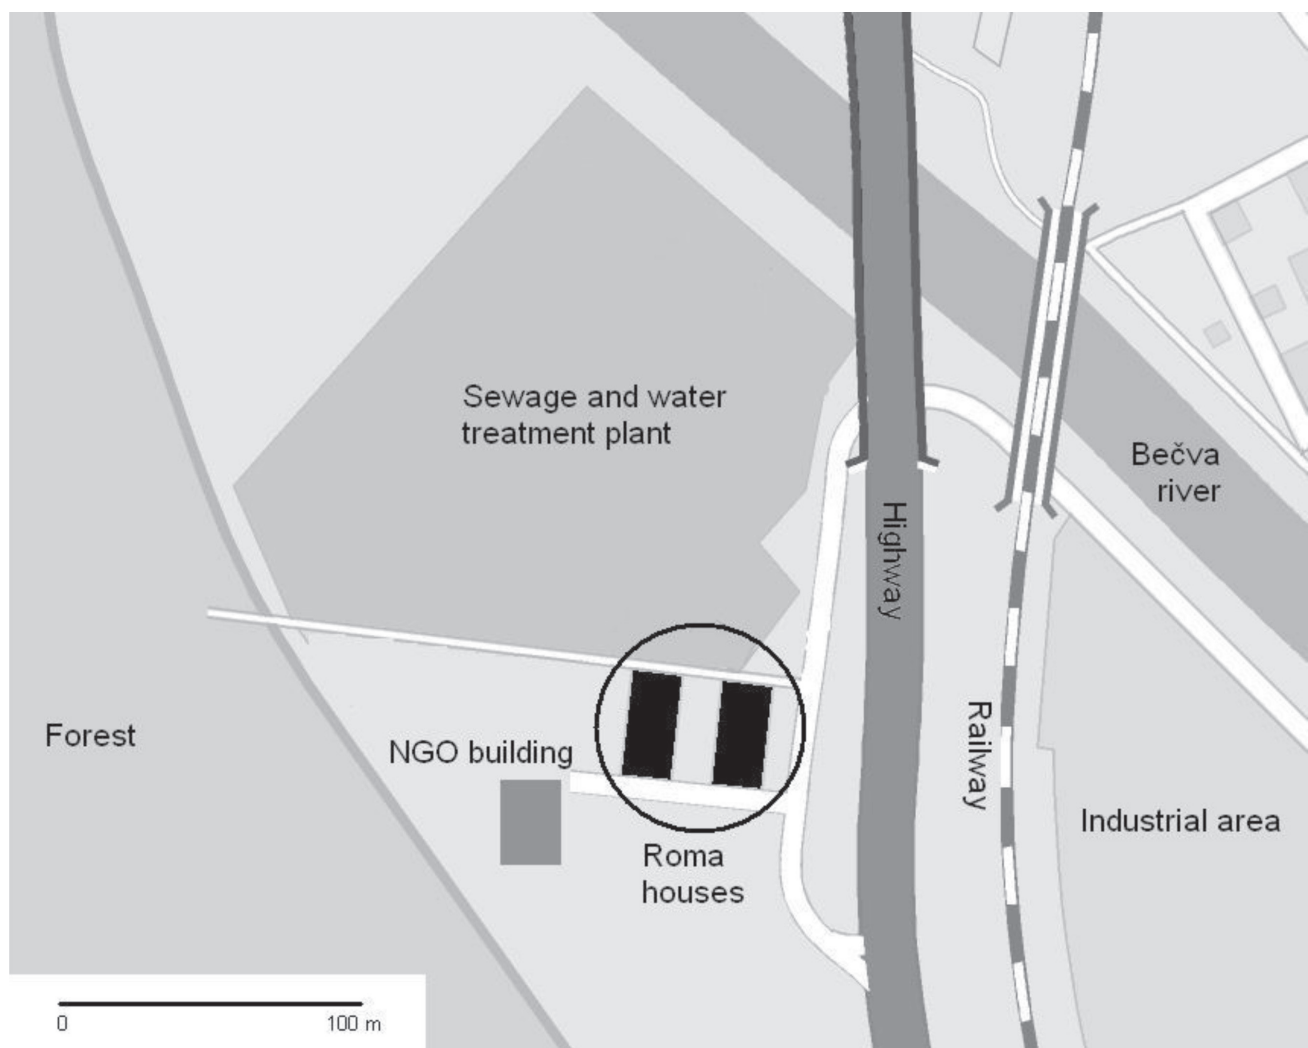 Sewage and water
treatment plant
Bečva
river
Highway
Forest
NGO building
Railway
Industrial area
Roma
houses
0 100 m